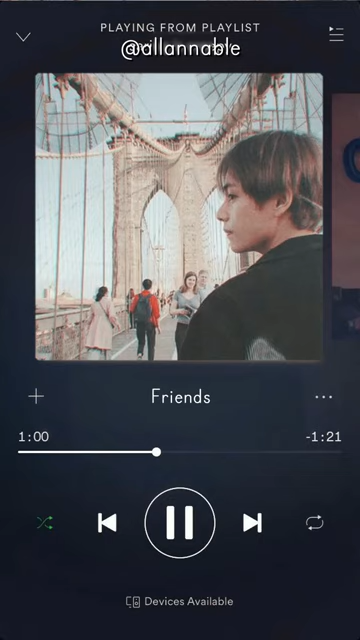 PLAYING FROM PLAYLIST
@allannable
Friends
1:00
-1:21
Devices Available